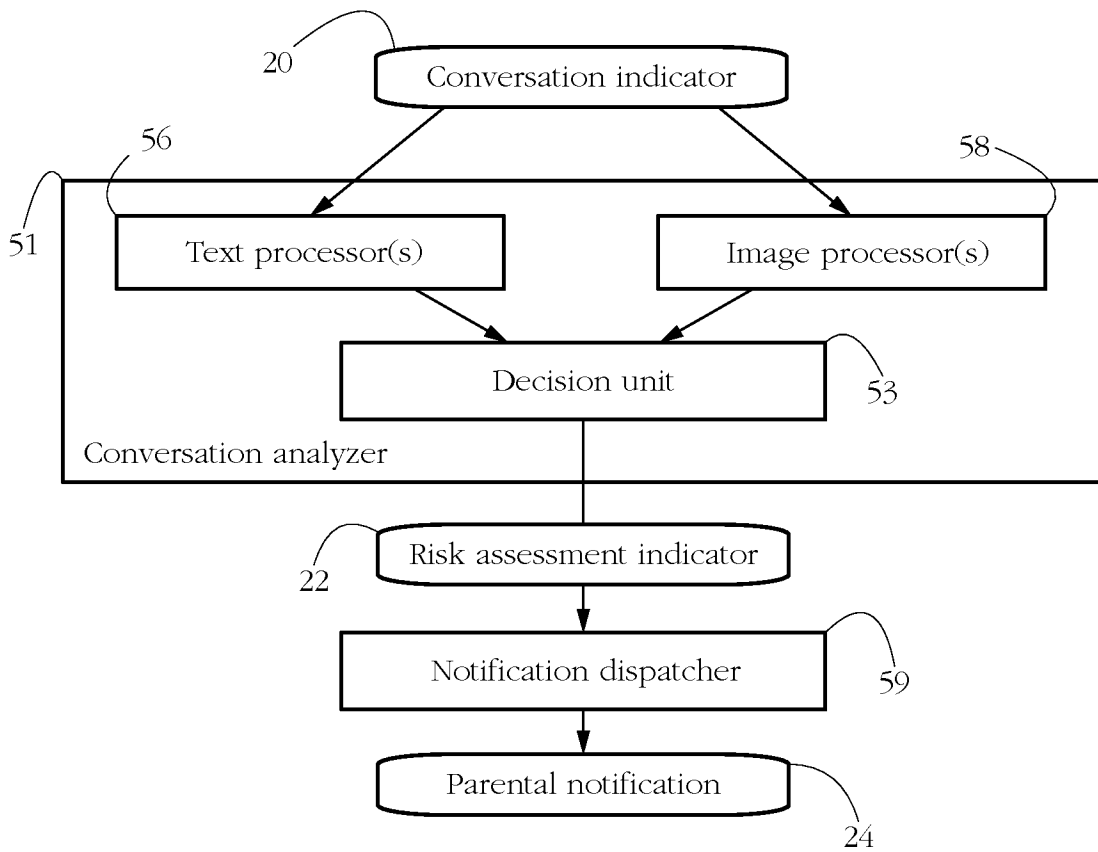 20
Conversation indicator
56
58
51
Text processor(s)
Image processor(s)
Decision unit
53
Conversation analyzer
Risk assessment indicator
22
Notification dispatcher
59
Parental notification
24